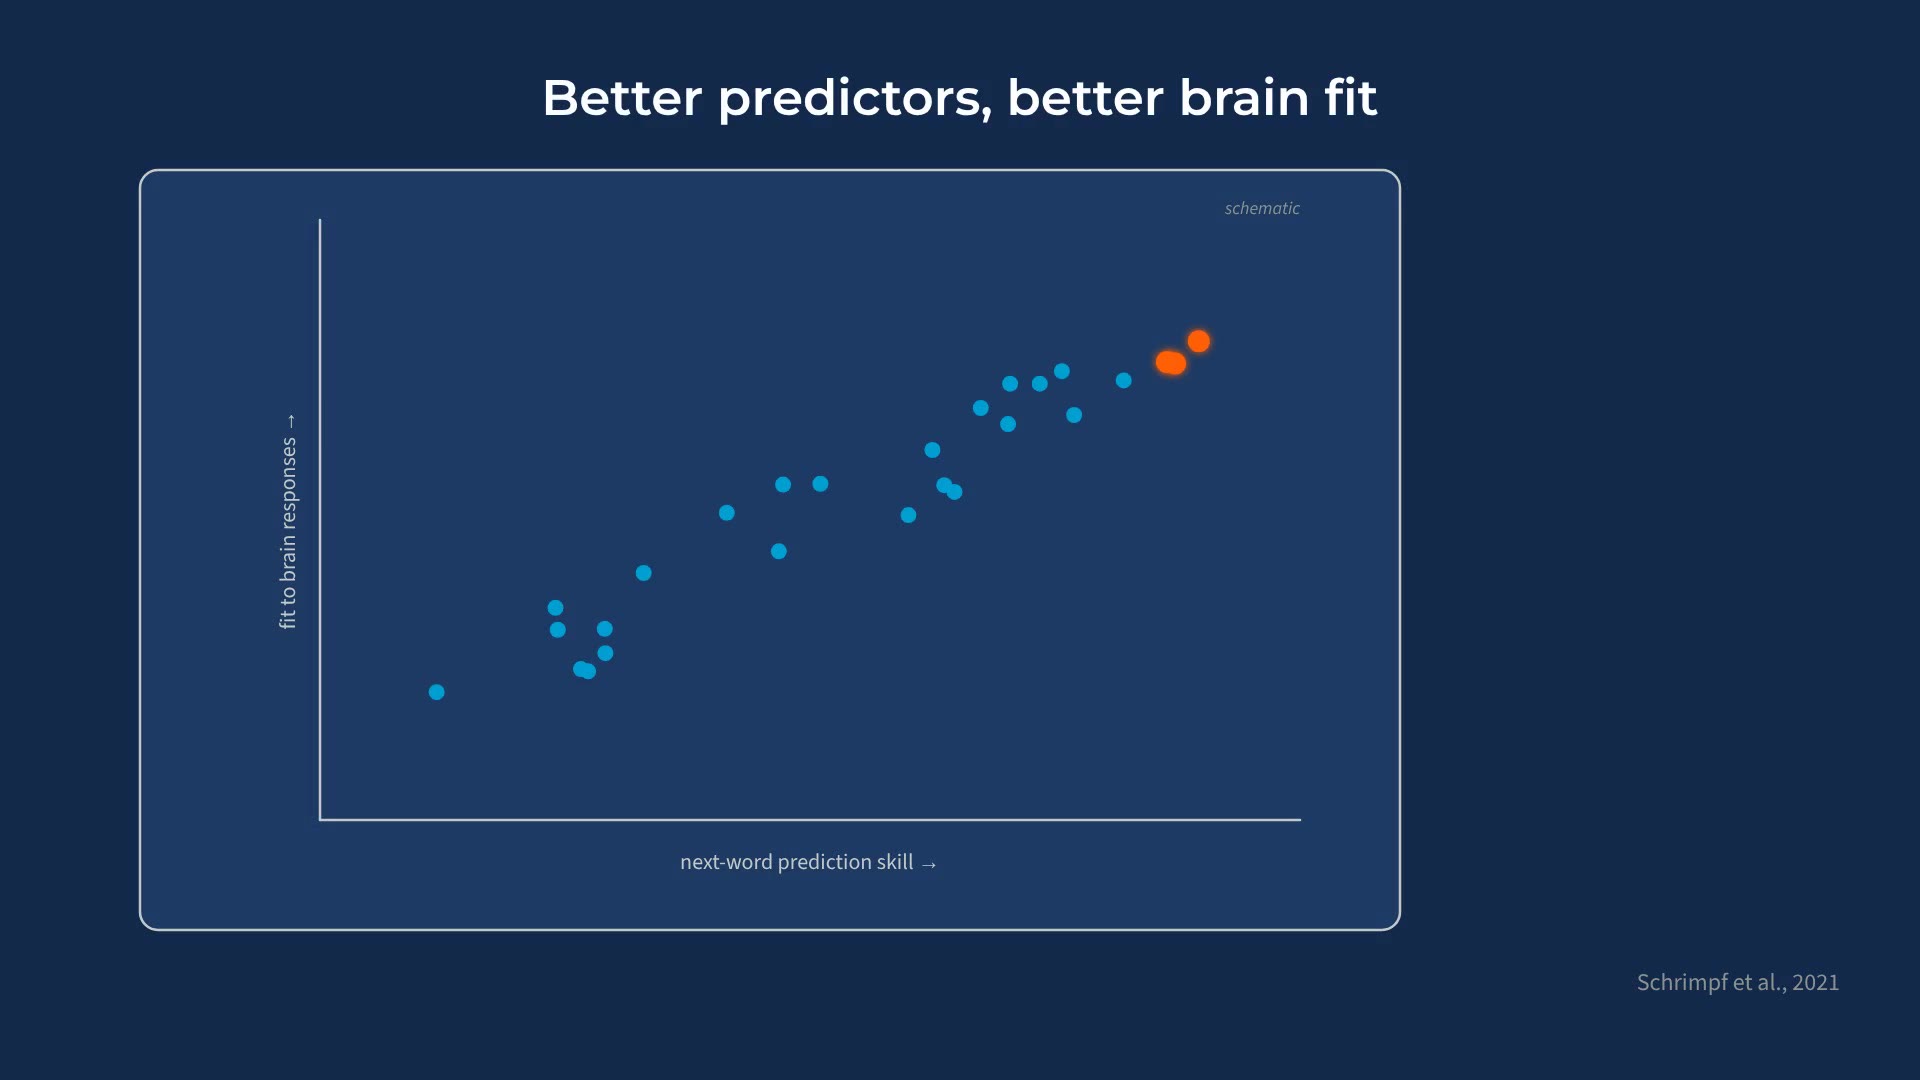 Better predictors, better brain fit
schematic
fit to brain responses →
next-word prediction skill →
Schrimpf et al., 2021